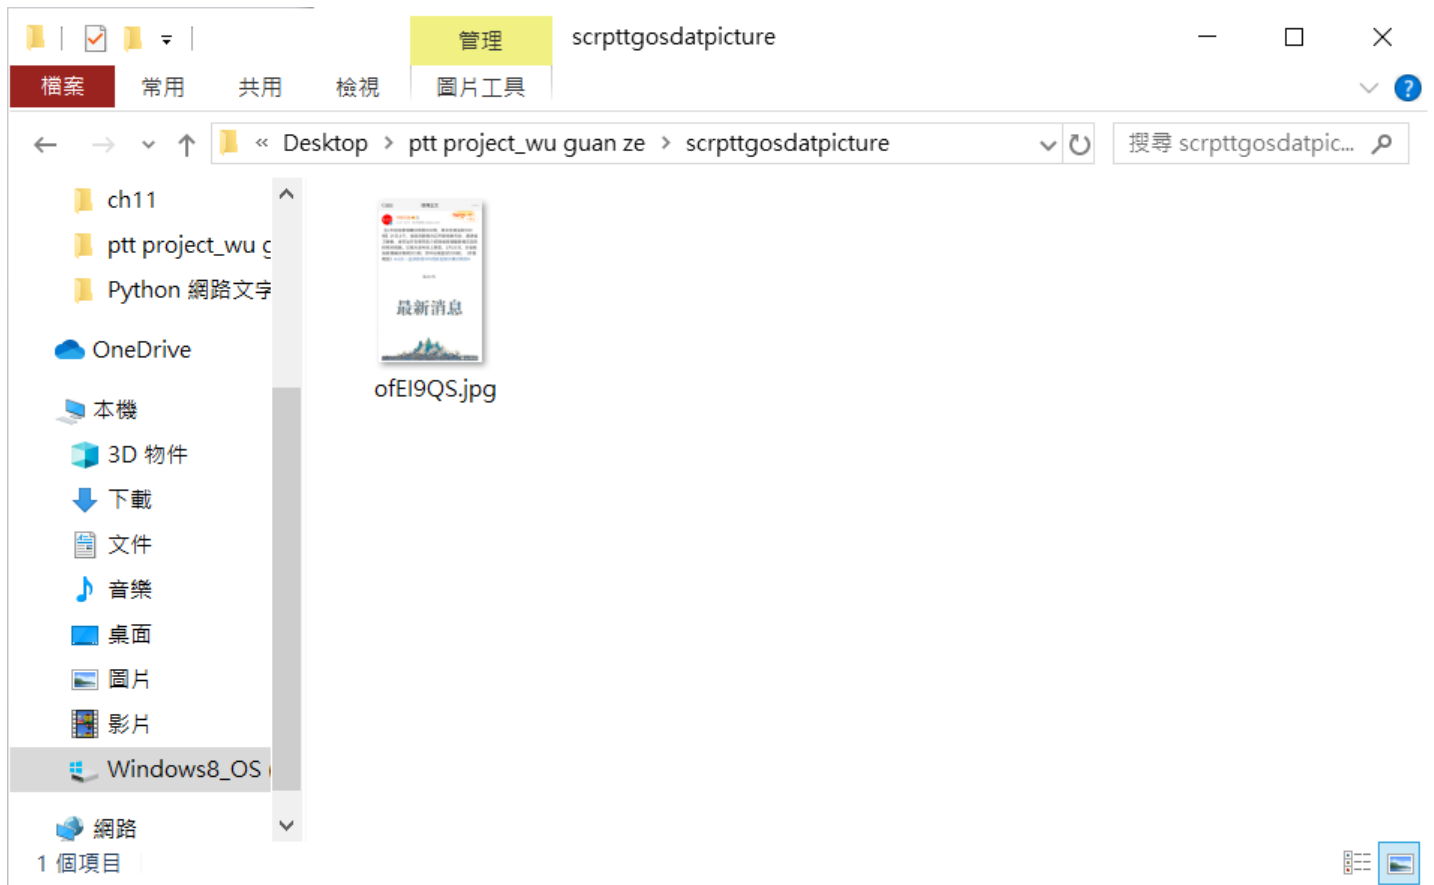 管理
scrpttgosdatpicture
檔案
常用
共用
檢視
圖片工具
?
« Desktop > ptt project_wu guan ze > scrpttgosdatpicture
搜尋 scrpttgosdatpic...
ch11
ptt project_wu g
Python 網路文字
OneDrive
本機
3D 物件
下載
文件
音樂
桌面
圖片
影片
Windows8_OS (
網路
最新消息
ofEI9QS.jpg
1 個項目